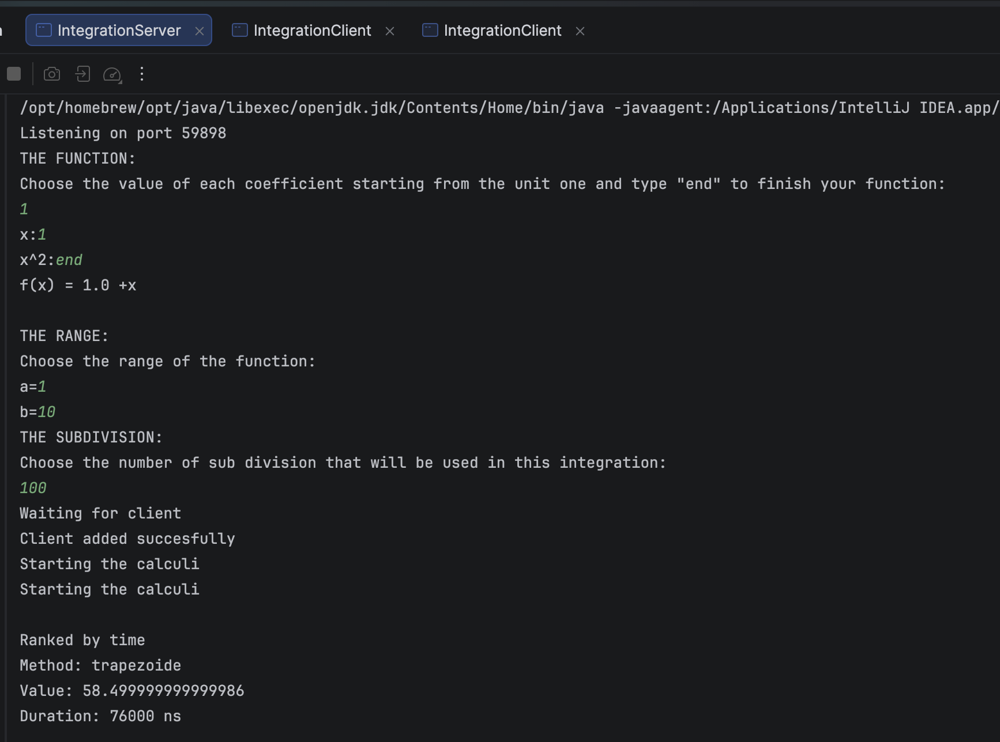 IntegrationServer IntegrationClient IntegrationClient
/opt/homebrew/opt/java/libexec/openjdk.jdk/Contents/Home/bin/java -javaagent:/Applications/IntelliJ IDEA.app/
Listening on port 59898
THE FUNCTION:
Choose the value of each coefficient starting from the unit one and type "end" to finish your function:
1
x:1
x^2:end
f(x) = 1.0 +x
THE RANGE:
Choose the range of the function:
a=1
b=10
THE SUBDIVISION:
Choose the number of sub division that will be used in this integration:
100
Waiting for client
Client added succesfully
Starting the calculi
Starting the calculi
Ranked by time
Method: trapezoide
Value: 58.499999999999986
Duration: 76000 ns